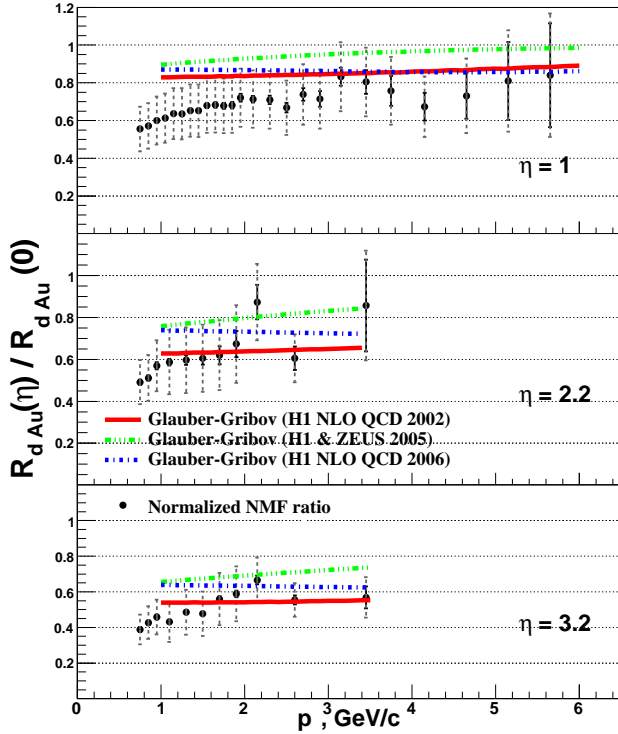 1.2
1
0.8
0.6
0.4
0.2
η = 1
1
0.8
0.6
0.4
0.2
η = 2.2
Glauber-Gribov (H1 NLO QCD 2002)
Glauber-Gribov (H1 & ZEUS 2005)
Glauber-Gribov (H1 NLO QCD 2006)
R d Au (η) / R d Au (0)
Normalized NMF ratio
1
0.8
0.6
0.4
0.2
η = 3.2
0 1 2 3 4 5 6
p , GeV/c